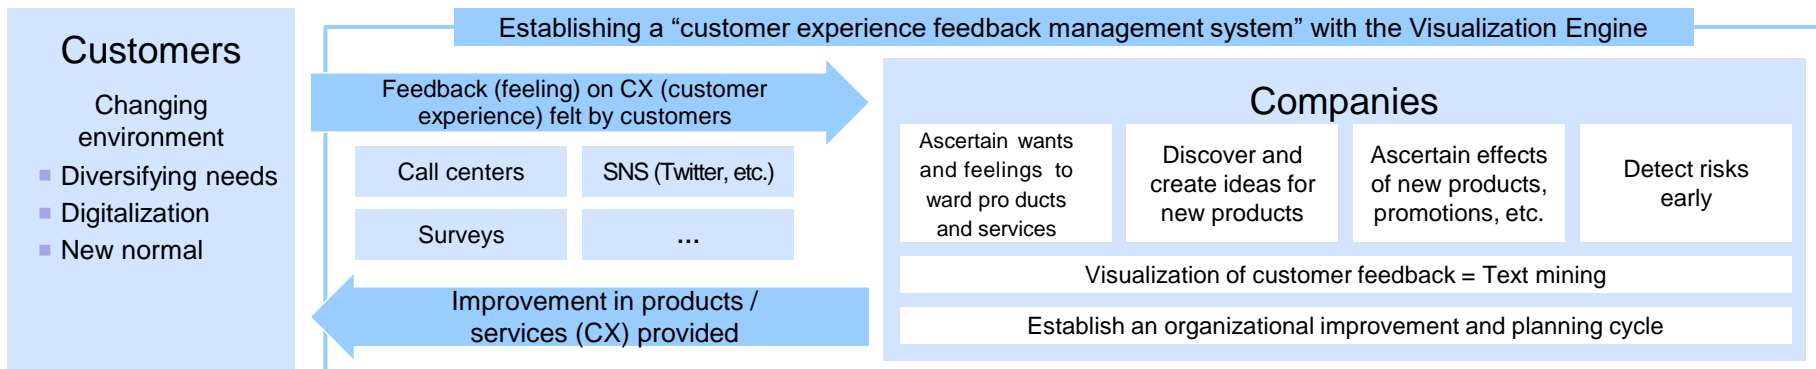 Establishing a “customer experience feedback management system” with the Visualization Engine
Customers
Changing
environment
Diversifying needs
Digitalization
New normal
Feedback (feeling) on CX (customer
experience) felt by customers
Call centers
SNS (Twitter, etc.)
Surveys
...
Improvement in products /
services (CX) provided
Companies
Ascertain wants
and feelings to
ward pro ducts
and services
Discover and
create ideas for
new products
Ascertain effects
of new products,
promotions, etc.
Detect risks
early
Visualization of customer feedback = Text mining
Establish an organizational improvement and planning cycle